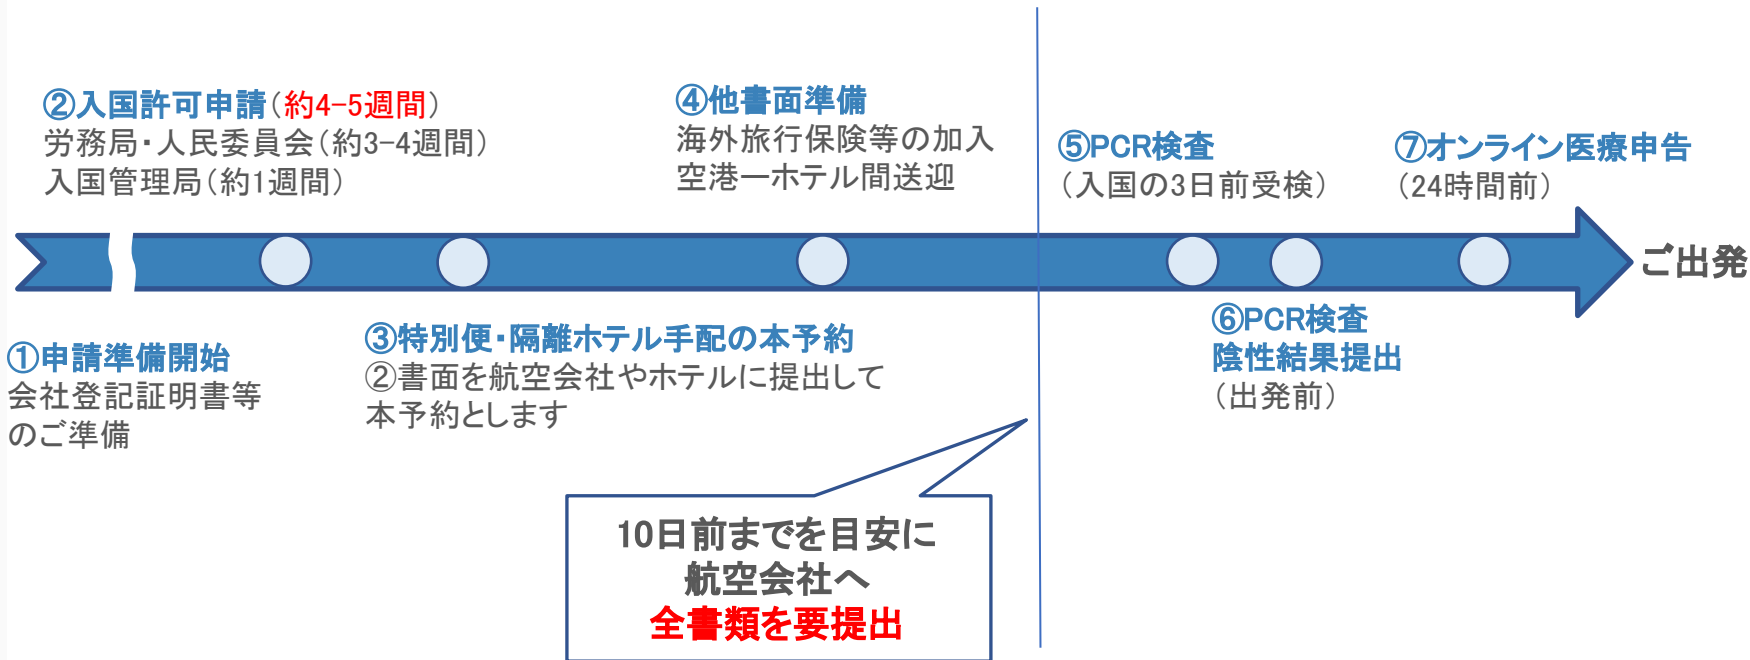 ②入国許可申請（約4-5週間）
労務局・人民委員会（約3-4週間）
入国管理局（約1週間）
④他書面準備
海外旅行保険等の加入
空港ーホテル間送迎
⑤PCR検査
（入国の3日前受検）
⑦オンライン医療申告
（24時間前）
ご出発
①申請準備開始
会社登記証明書等
のご準備
③特別便・隔離ホテル手配の本予約
②書面を航空会社やホテルに提出して
本予約とします
⑥PCR検査
陰性結果提出
（出発前）
10日前までを目安に
航空会社へ
全書類を要提出